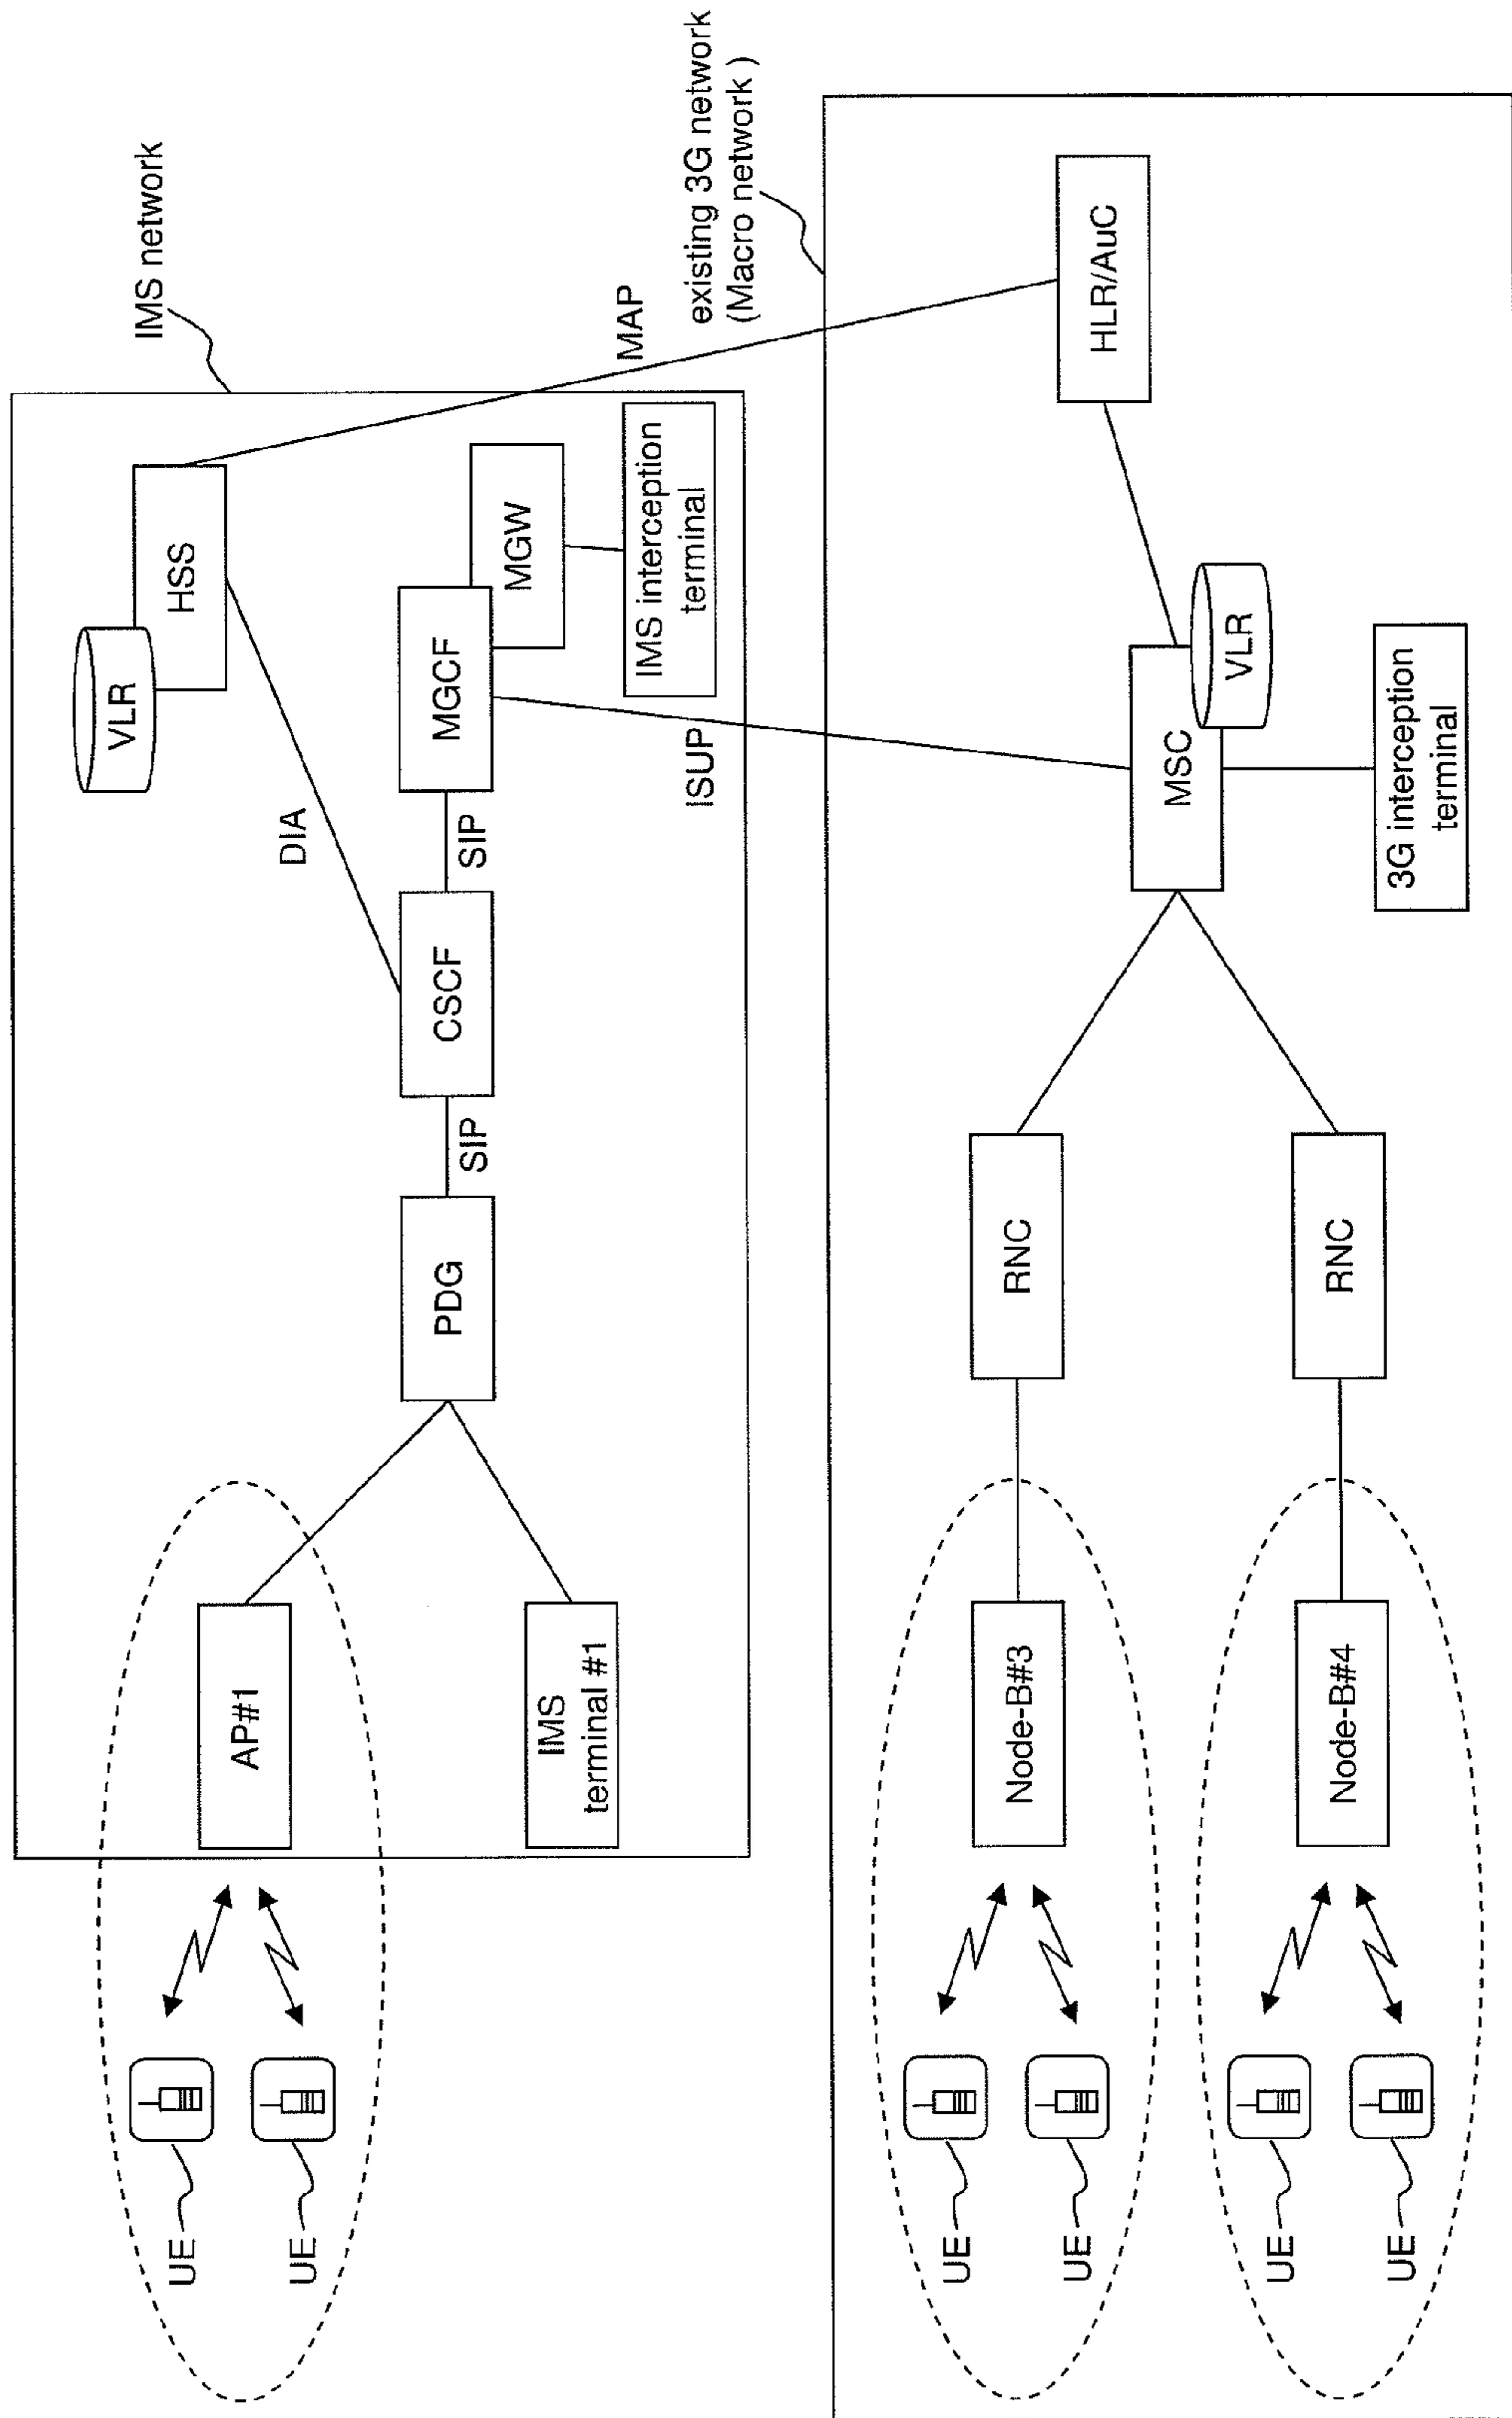 IMS network
VLR
HSS
DIA
MGCF
MGW
IMS interception
terminal
SIP
CSCF
SIP
PDG
AP#1
IMS
terminal #1
UE
UE
MAP
ISUP
existing 3G network
(Macro network )
HLR/AuC
MSC
VLR
3G interception
terminal
RNC
RNC
Node-B#3
Node-B#4
UE
UE
UE
UE